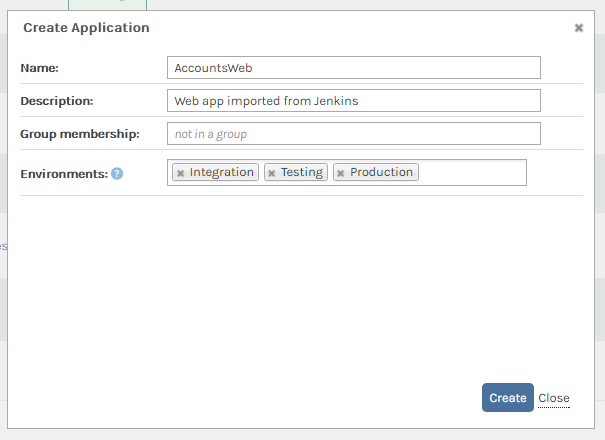 Create Application
Name: AccountsWeb
Description: Web app imported from Jenkins
Group membership: not in a group
Environments: ? Integration Testing Production
es
Create Close